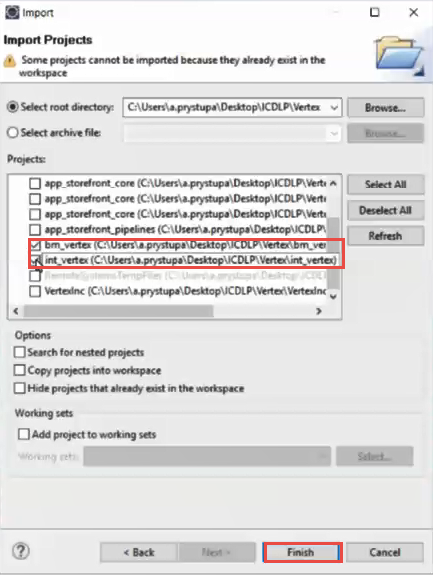 Import
Import Projects
Some projects cannot be imported because they already exist in the
workspace
Select root directory: C:\Users\a.prystupa\Desktop\ICDLP\Vertex Browse...
Select archive file: Browse...
Projects:
app_storefront_core (C:\Users\a.prystupa\Desktop\ICDLP\Verte
app_storefront_core (C:\Users\a.prystupa\Desktop\ICDLP\Verte
app_storefront_core (C:\Users\a.prystupa\Desktop\ICDLP\Verte
app_storefront_pipelines (C:\Users\a.prystupa\Desktop\ICDLP\
bm_vertex (C:\Users\a.prystupa\Desktop\ICDLP\Vertex\bm_ver
int_vertex (C:\Users\a.prystupa\Desktop\ICDLP\Vertex\int_vertex)
RemoteSystemsTempFiles (C:\Users\a.prystupa\Desktop\ICDLP
VertexInc (C:\Users\a.prystupa\Desktop\ICDLP\Vertex\VertexInc
Select All
Deselect All
Refresh
Options
Search for nested projects
Copy projects into workspace
Hide projects that already exist in the workspace
Working sets
Add project to working sets
Working sets: Select...
? < Back Next > Finish Cancel